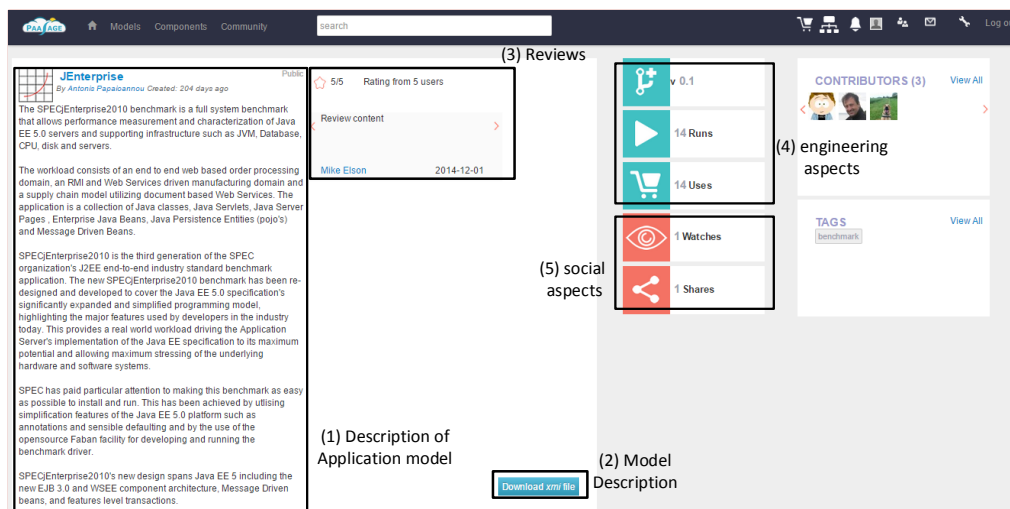 PAASAGE
Models Components Community
search
Log ou
(3) Reviews
JEnterprise
Public
By Antonis Papaioannou Created: 204 days ago
The SPECjEnterprise2010 benchmark is a full system benchmark
that allows performance measurement and characterization of Java
EE 5.0 servers and supporting infrastructure such as JVM, Database,
CPU, disk and servers.
The workload consists of an end to end web based order processing
domain, an RMI and Web Services driven manufacturing domain and
a supply chain model utilizing document based Web Services. The
application is a collection of Java classes, Java Servlets, Java Server
Pages , Enterprise Java Beans, Java Persistence Entities (pojo's)
and Message Driven Beans.
SPECjEnterprise2010 is the third generation of the SPEC
organization's J2EE end-to-end industry standard benchmark
application. The new SPECjEnterprise2010 benchmark has been re-
designed and developed to cover the Java EE 5.0 specification's
significantly expanded and simplified programming model,
highlighting the major features used by developers in the industry
today. This provides a real world workload driving the Application
Server's implementation of the Java EE specification to its maximum
potential and allowing maximum stressing of the underlying
hardware and software systems.
SPEC has paid particular attention to making this benchmark as easy
as possible to install and run. This has been achieved by utlising
simplification features of the Java EE 5.0 platform such as
annotations and sensible defaulting and by the use of the
opensource Faban facility for developing and running the
benchmark driver.
SPECjEnterprise2010's new design spans Java EE 5 including the
new EJB 3.0 and WSEE component architecture, Message Driven
beans, and features level transactions.
5/5 Rating from 5 users
Review content
Mike Elson 2014-12-01
(1) Description of
Application model
(2) Model
Description
Download xmi file
v 0.1
14 Runs
14 Uses
(4) engineering
aspects
1 Watches
1 Shares
(5) social
aspects
CONTRIBUTORS (3) View All
TAGS View All
benchmark